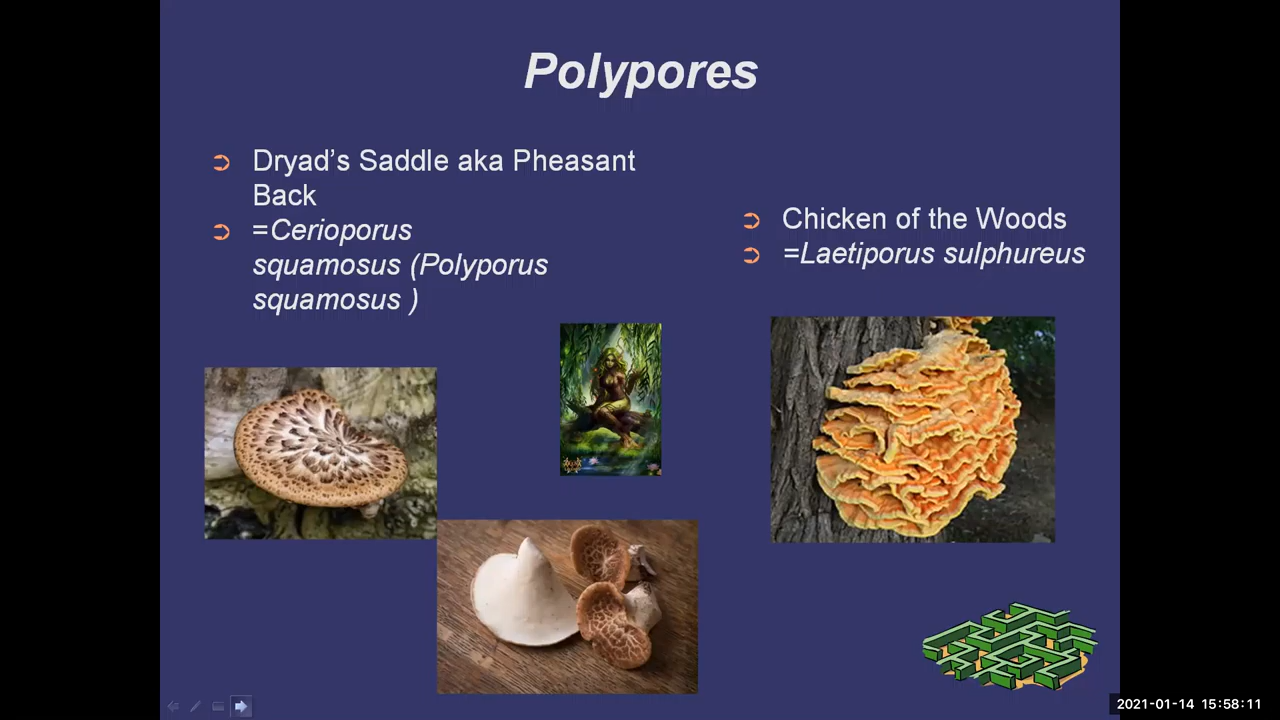 Polypores
Dryad’s Saddle aka Pheasant
Back
=Cerioporus
squamosus (Polyporus
squamosus )
Chicken of the Woods
=Laetiporus sulphureus
2021-01-14 15:58:11